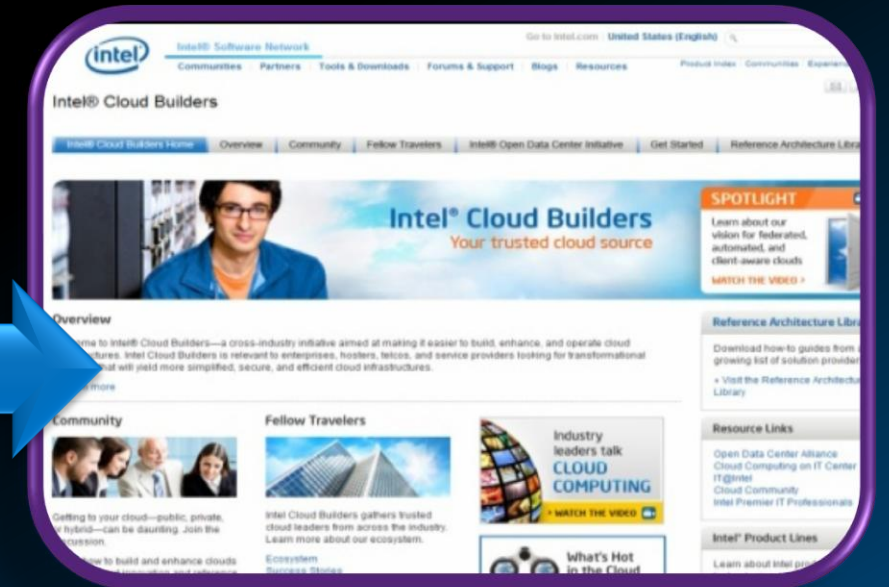 intel
Intel® Software Network
Go to Intel.com
United States (English)
Communities
Partners
Tools & Downloads
Forums & Support
Blogs
Resources
Product Index
Communities
Intel® Cloud Builders
Intel® Cloud Builders Home
Overview
Community
Fellow Travelers
Intel® Open Data Center Initiative
Get Started
Reference Architecture
Intel® Cloud Builders
Your trusted cloud source
SPOTLIGHT
Learn about our
vision for federated,
automated, and
client-aware clouds
WATCH THE VIDEO ›
Overview
to Intel® Cloud Builders—a cross-industry initiative aimed at making it easier to build, enhance, and operate cloud
Intel Cloud Builders is relevant to enterprises, hosters, telcos, and service providers looking for transformational
that will yield more simplified, secure, and efficient cloud infrastructures.
more
Community
Getting to your cloud—public, private,
or hybrid—can be daunting. Join the
how to build and enhance clouds
Fellow Travelers
Intel Cloud Builders gathers trusted
cloud leaders from across the industry.
Learn more about our ecosystem.
Ecosystem
Success Stories
Industry
leaders talk
CLOUD
COMPUTING
› WATCH THE VIDEO
What's Hot
in the Cloud
Reference Architecture
Download how-to guides from
growing list of solution
» Visit the Reference
Library
Resource Links
Open Data Center Alliance
Cloud Computing on IT Center
IT@Intel
Cloud Community
Intel Premier IT Professionals
Intel® Product Lines
Learn about Intel